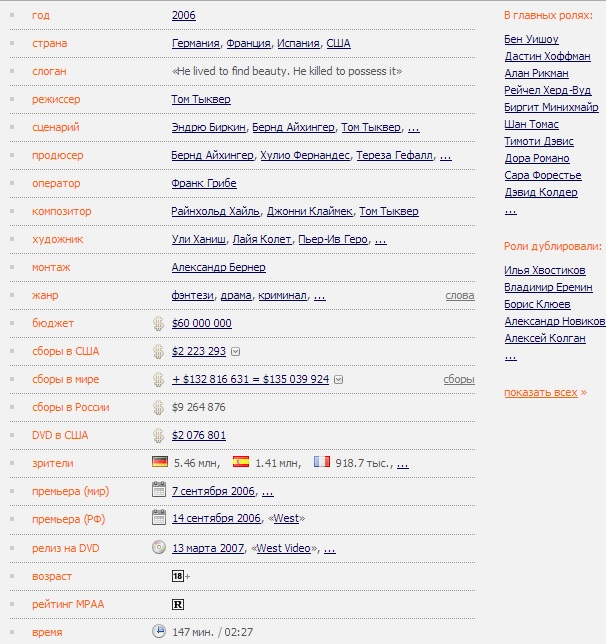 год 2006
страна Германия, Франция, Испания, США
слоган «He lived to find beauty. He killed to possess it»
режиссер Том Тыквер
сценарий Эндрю Биркин, Бернд Айхингер, Том Тыквер, ...
продюсер Бернд Айхингер, Хулио Фернандес, Тереза Гефалл, ...
оператор Франк Грибе
композитор Райнхольд Хайль, Джонни Клаймек, Том Тыквер
художник Ули Ханиш, Лайя Колет, Пьер-Ив Геро, ...
монтаж Александр Бернер
жанр фэнтези, драма, криминал, ... слова
бюджет $60 000 000
сборы в США $2 223 293
сборы в мире + $132 816 631 = $135 039 924 сборы
сборы в России $9 264 876
DVD в США $2 076 801
зрители 5.46 млн, 1.41 млн, 918.7 тыс., ...
премьера (мир) 7 сентября 2006, ...
премьера (РФ) 14 сентября 2006, «West»
релиз на DVD 13 марта 2007, «West Video», ...
возраст 18+
рейтинг MPAA R
время 147 мин. / 02:27
В главных ролях:
Бен Уишоу
Дастин Хоффман
Алан Рикман
Рейчел Херд-Вуд
Биргит Минихмайр
Шан Томас
Тимоти Дэвис
Дора Романо
Сара Форестье
Дэвид Колдер
...
Роли дублировали:
Илья Хвостиков
Владимир Еремин
Борис Клюев
Александр Новиков
Алексей Колган
...
показать всех »